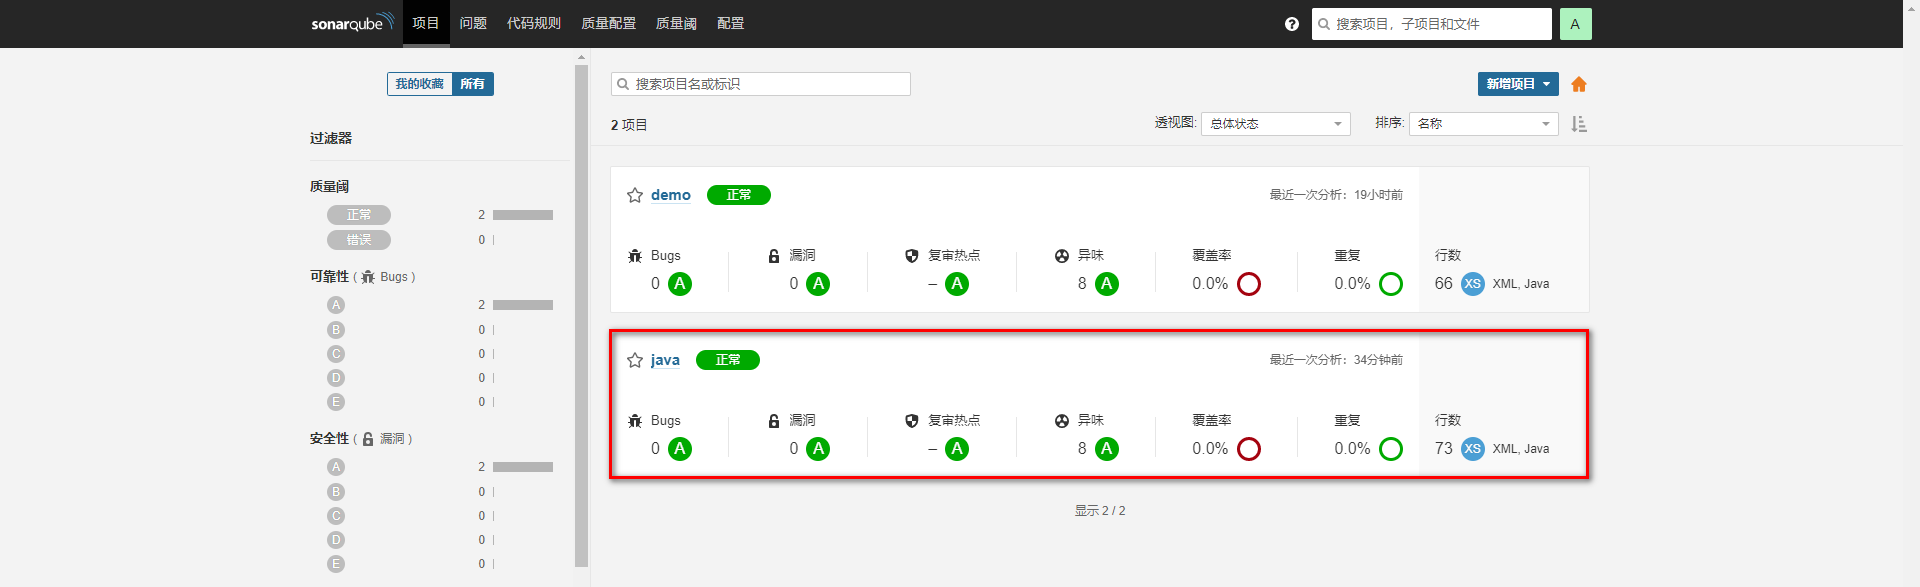 sonarqube 项目 问题 代码规则 质量配置 质量阈 配置 ? 搜索项目，子项目和文件 A
我的收藏 所有
过滤器
质量阈
正常 2
错误 0
可靠性 ( Bugs )
A 2
B 0
C 0
D 0
E 0
安全性 ( 漏洞 )
A 2
B 0
C 0
D 0
E 0
搜索项目名或标识 新增项目
2 项目 透视图: 总体状态 排序: 名称
demo 正常 最近一次分析：19小时前
Bugs 漏洞 复审热点 异味 覆盖率 重复 行数
0 A 0 A – A 8 A 0.0% 0.0% 66 XS XML, Java
java 正常 最近一次分析：34分钟前
Bugs 漏洞 复审热点 异味 覆盖率 重复 行数
0 A 0 A – A 8 A 0.0% 0.0% 73 XS XML, Java
显示 2 / 2